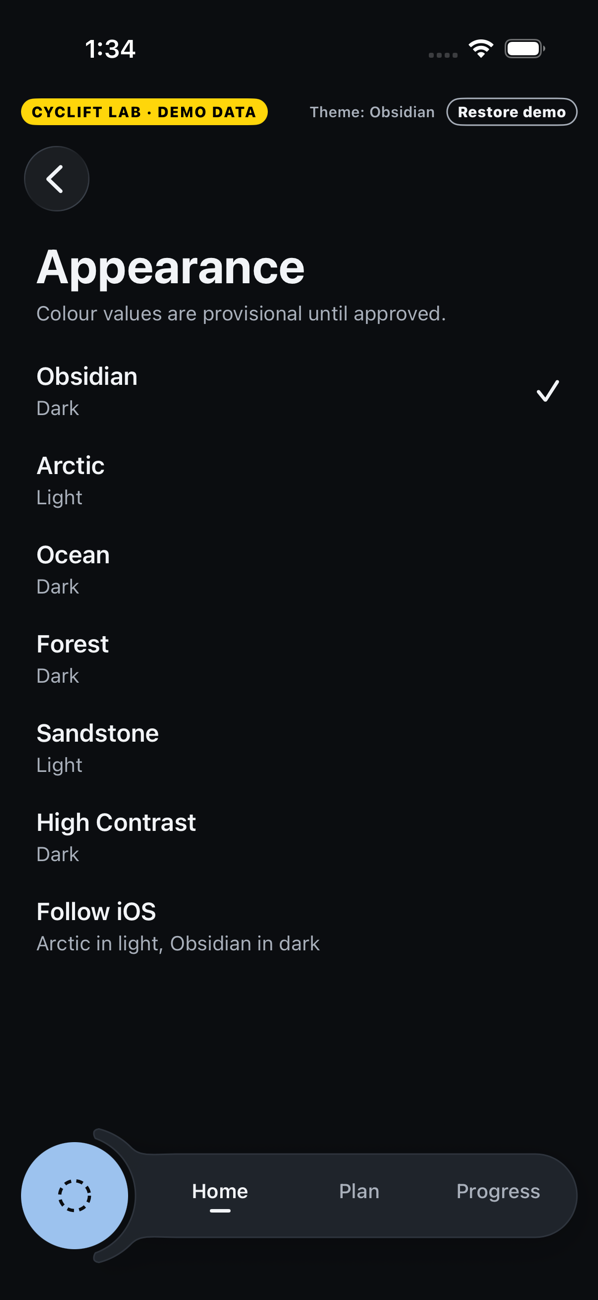 1:34
CYCLIFT LAB · DEMO DATA
Theme: Obsidian
Restore demo
Appearance
Colour values are provisional until approved.
Obsidian
Dark
Arctic
Light
Ocean
Dark
Forest
Dark
Sandstone
Light
High Contrast
Dark
Follow iOS
Arctic in light, Obsidian in dark
Home
Plan
Progress